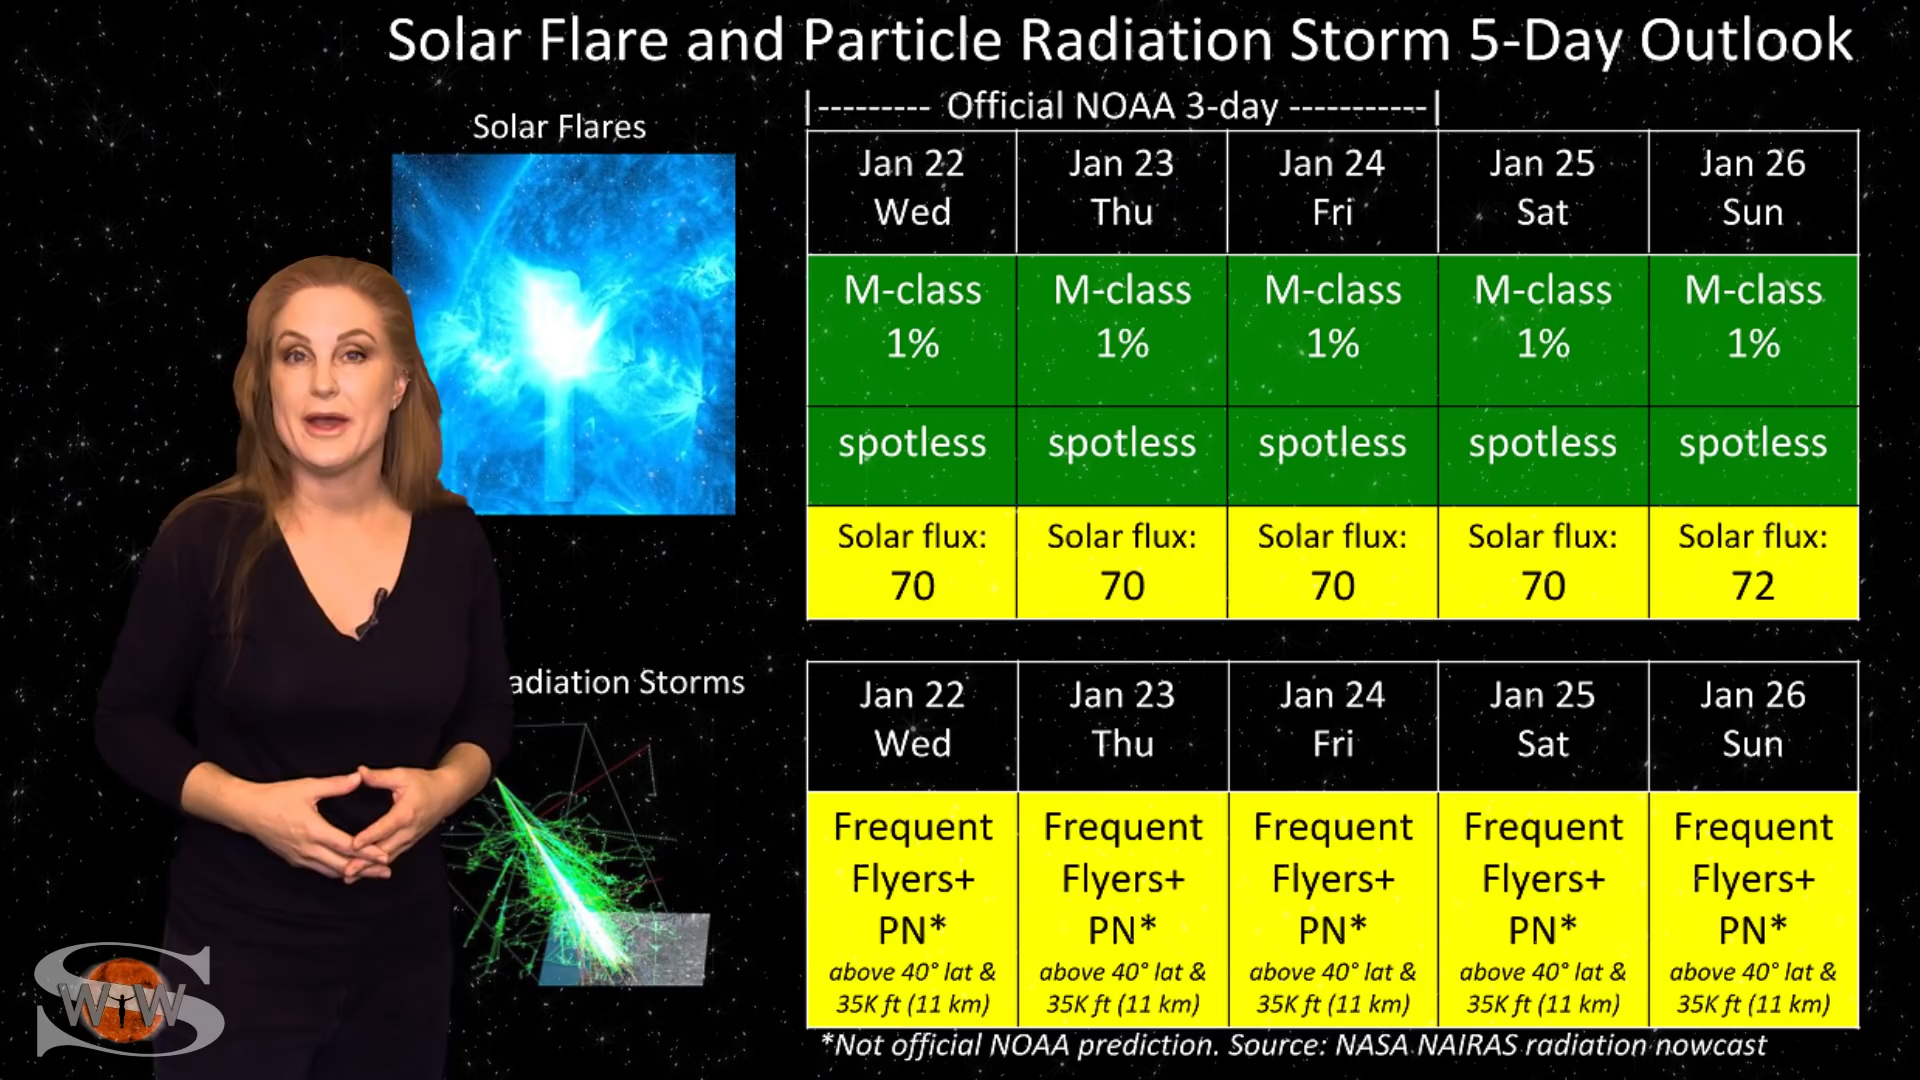 Solar Flare and Particle Radiation Storm 5-Day Outlook
|--------- Official NOAA 3-day -----------|
Solar Flares
Jan 22 Jan 23 Jan 24 Jan 25 Jan 26
Wed Thu Fri Sat Sun
M-class M-class M-class M-class M-class
1% 1% 1% 1% 1%
spotless spotless spotless spotless spotless
Solar flux: Solar flux: Solar flux: Solar flux: Solar flux:
70 70 70 70 72
adiation Storms
Jan 22 Jan 23 Jan 24 Jan 25 Jan 26
Wed Thu Fri Sat Sun
Frequent Frequent Frequent Frequent Frequent
Flyers+ Flyers+ Flyers+ Flyers+ Flyers+
PN* PN* PN* PN* PN*
above 40° lat & above 40° lat & above 40° lat & above 40° lat & above 40° lat &
35K ft (11 km) 35K ft (11 km) 35K ft (11 km) 35K ft (11 km) 35K ft (11 km)
*Not official NOAA prediction. Source: NASA NAIRAS radiation nowcast
S
WTW